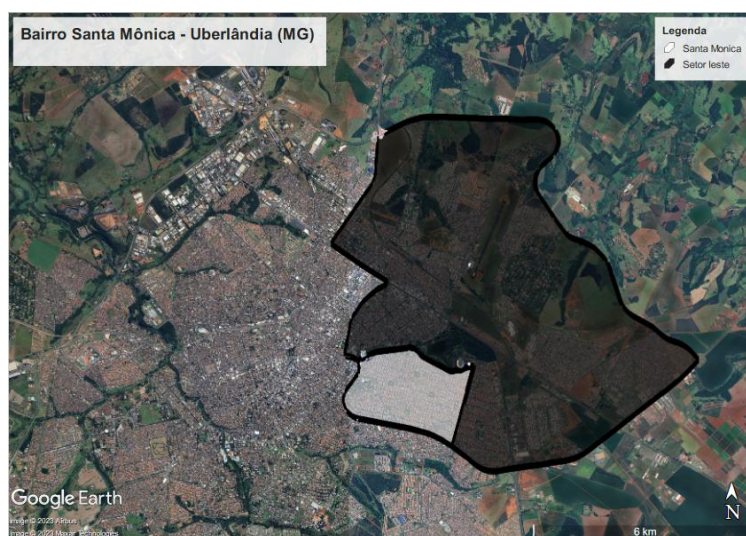 Bairro Santa Mônica - Uberlândia (MG)
Legenda
Santa Monica
Setor leste
Google Earth
Image © 2023 Airbus
Image © 2023 Maxar Technologies
N
6 km